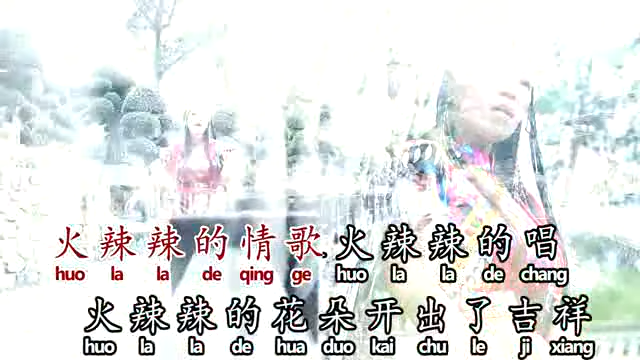 火辣辣的情歌,火辣辣的唱
huo la la de qing ge huo la la de chang
火辣辣的花朵开出了吉祥
huo la la de hua duo kai chu le ji xiang